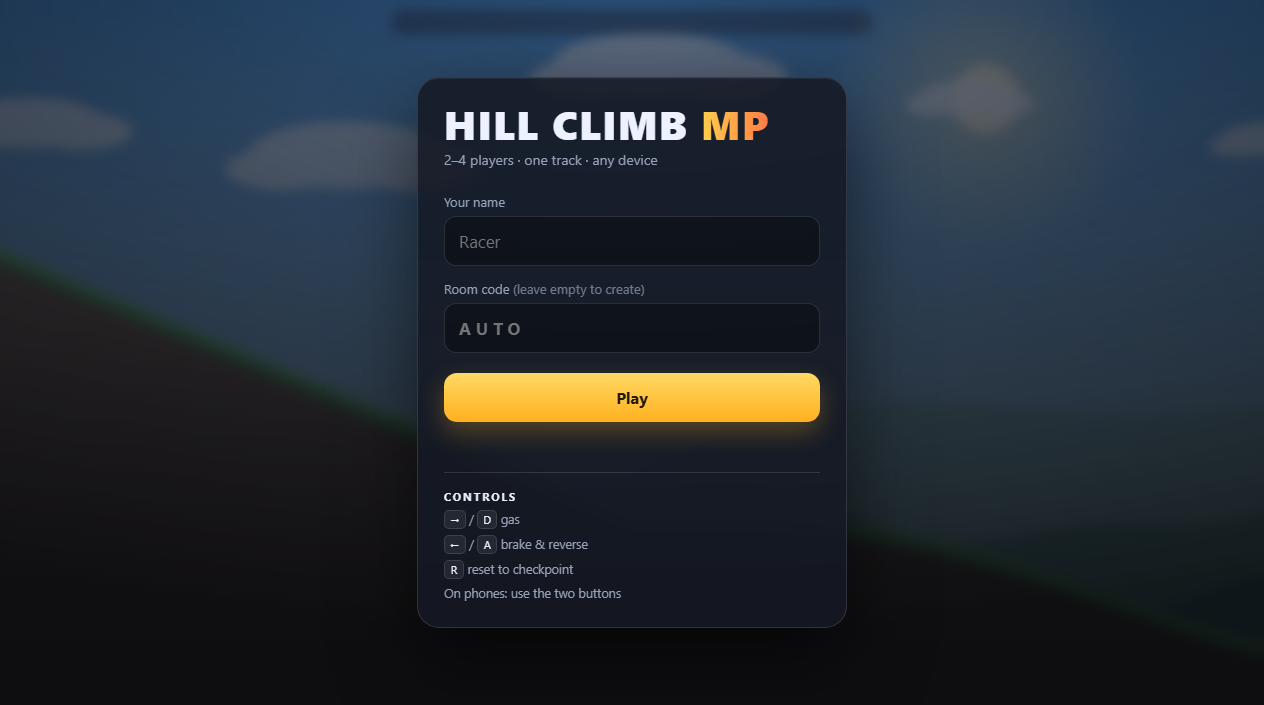 HILL CLIMB MP
2–4 players · one track · any device
Your name
Racer
Room code (leave empty to create)
AUTO
Play
CONTROLS
→ / D gas
← / A brake & reverse
R reset to checkpoint
On phones: use the two buttons